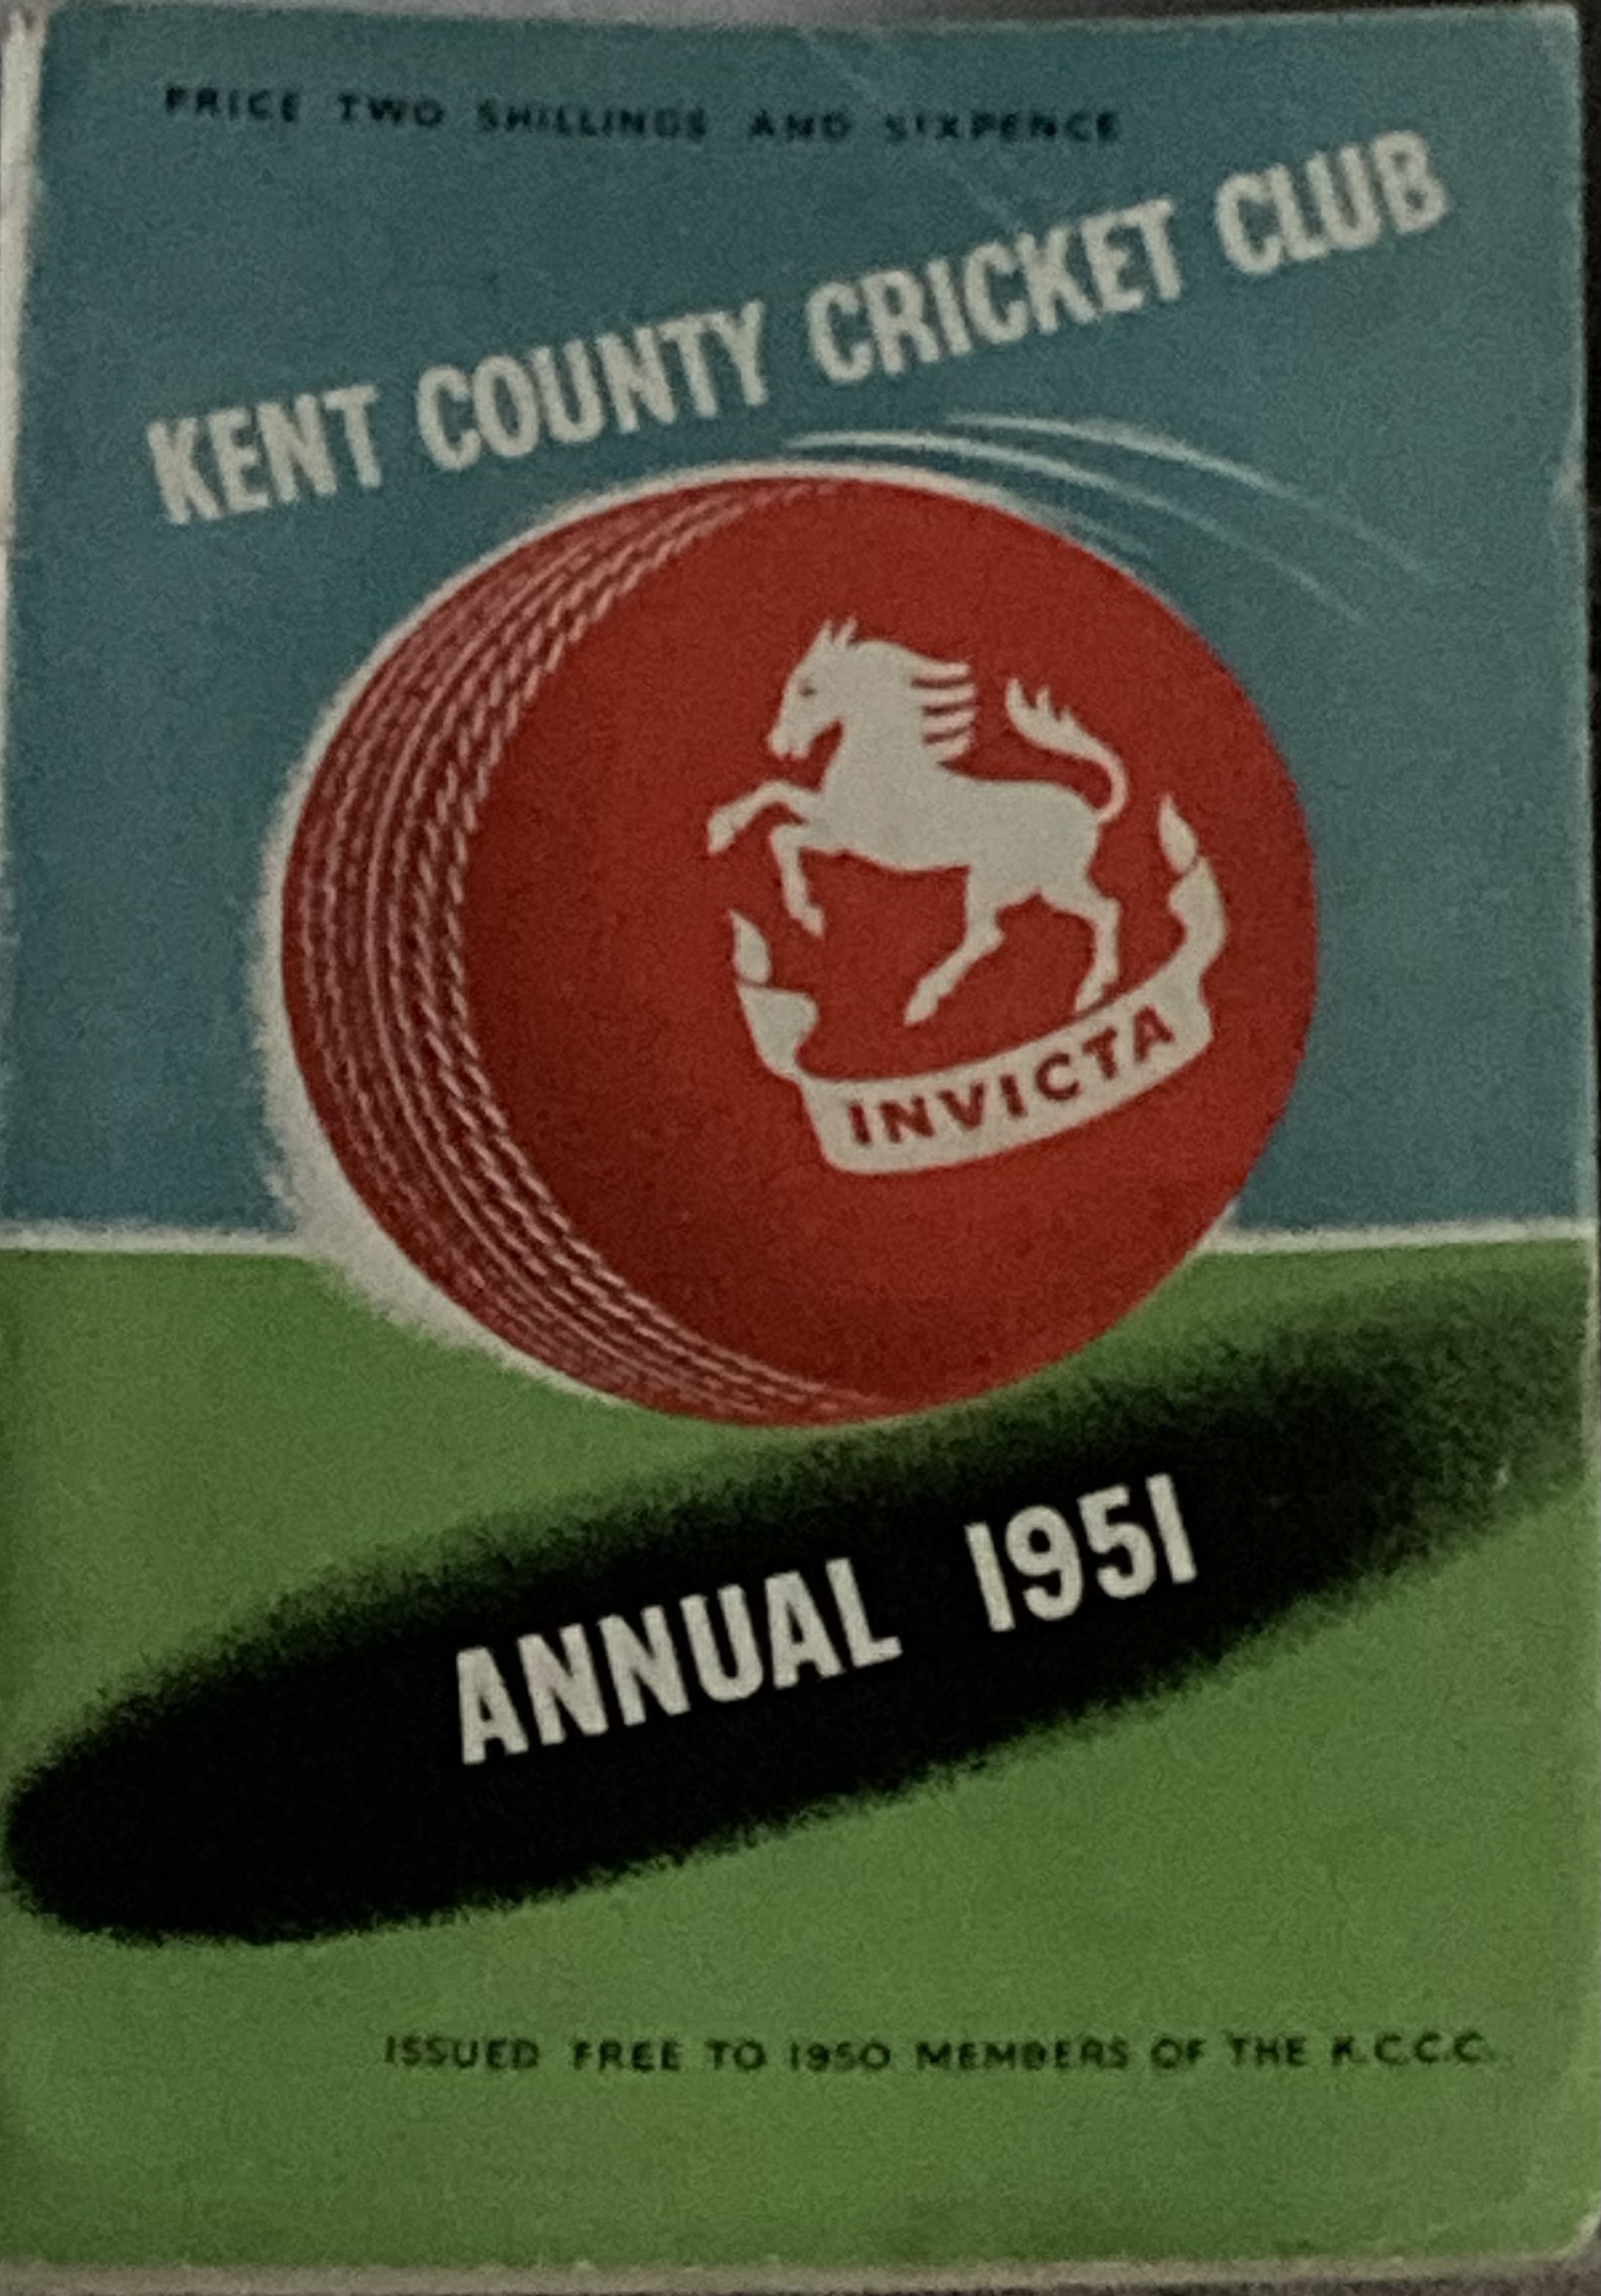 PRICE TWO SHILLINGS AND SIXPENCE
KENT COUNTY CRICKET CLUB
INVICTA
ANNUAL 1951
ISSUED FREE TO 1950 MEMBERS OF THE K.C.C.C.